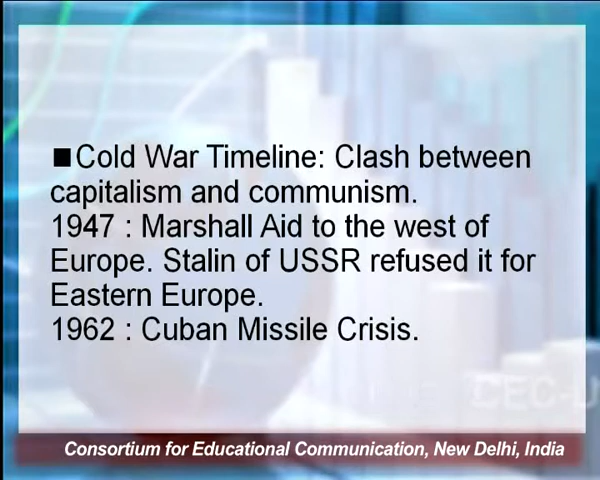 ■Cold War Timeline: Clash between
capitalism and communism.
1947 : Marshall Aid to the west of
Europe. Stalin of USSR refused it for
Eastern Europe.
1962 : Cuban Missile Crisis.
CEC-U
Consortium for Educational Communication, New Delhi, India